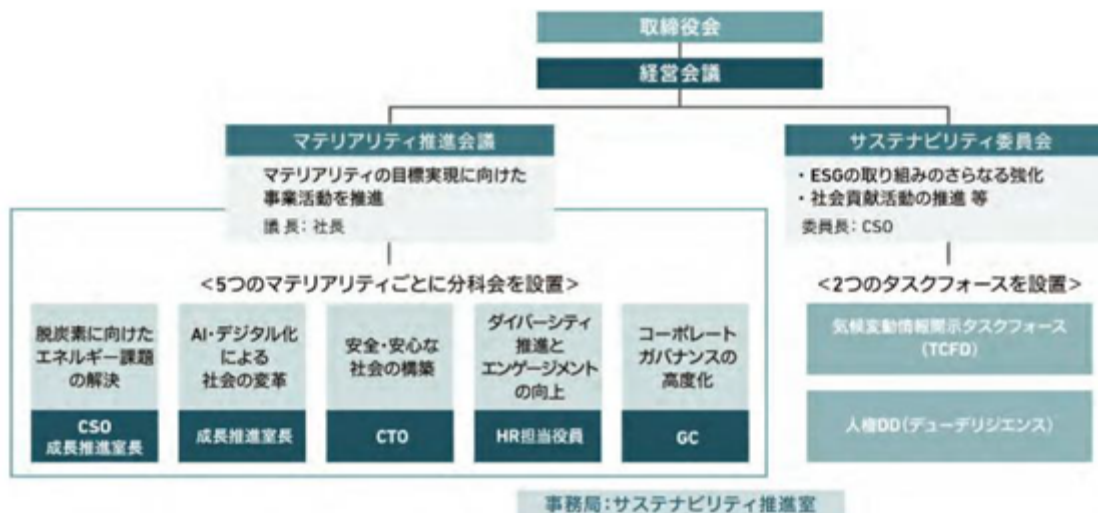 取締役会
経営会議
マテリアリティ推進会議
マテリアリティの目標実現に向けた
事業活動を推進
議長：社長
サステナビリティ委員会
・ESGの取り組みのさらなる強化
・社会貢献活動の推進 等
委員長：CSO
<5つのマテリアリティごとに分科会を設置>
脱炭素に向けた
エネルギー課題
の解決
CSO
成長推進室長
AI・デジタル化
による
社会の変革
成長推進室長
安全・安心な
社会の構築
CTO
ダイバーシティ
推進と
エンゲージメント
の向上
HR担当役員
コーポレート
ガバナンスの
高度化
GC
<2つのタスクフォースを設置>
気候変動情報開示タスクフォース
(TCFD)
人権DD(デューデリジエンス)
事務局：サステナビリティ推進室